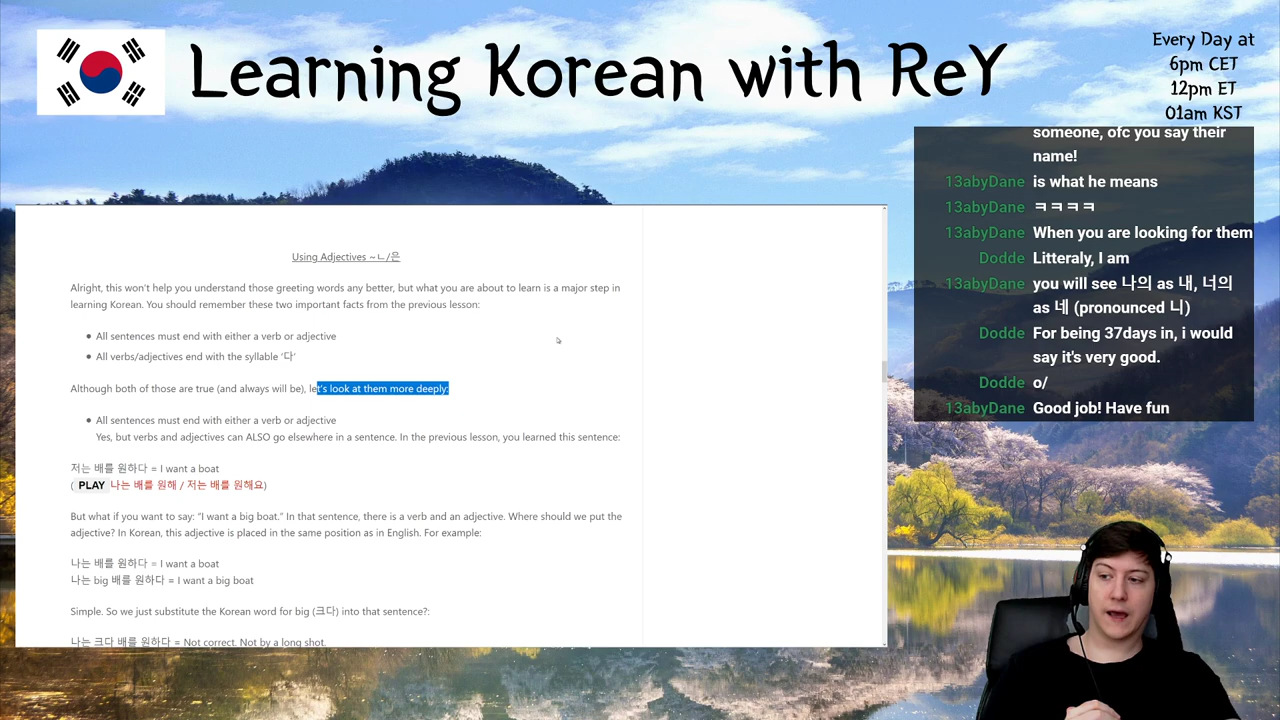 Learning Korean with ReY
Every Day at
6pm CET
12pm ET
01am KST
someone, ofc you say their
name!
13abyDane is what he means
13abyDane ㅋㅋㅋㅋ
13abyDane When you are looking for them
Dodde Litteraly, I am
13abyDane you will see 나의 as 내, 너의
as 네 (pronounced 니)
Dodde For being 37days in, i would
say it's very good.
Dodde o/
13abyDane Good job! Have fun
Using Adjectives ~ㄴ/은
Alright, this won't help you understand those greeting words any better, but what you are about to learn is a major step in
learning Korean. You should remember these two important facts from the previous lesson:
All sentences must end with either a verb or adjective
All verbs/adjectives end with the syllable '다'
Although both of those are true (and always will be), let's look at them more deeply:
All sentences must end with either a verb or adjective
Yes, but verbs and adjectives can ALSO go elsewhere in a sentence. In the previous lesson, you learned this sentence:
저는 배를 원하다 = I want a boat
( PLAY 나는 배를 원해 / 저는 배를 원해요)
But what if you want to say: "I want a big boat." In that sentence, there is a verb and an adjective. Where should we put the
adjective? In Korean, this adjective is placed in the same position as in English. For example:
나는 배를 원하다 = I want a boat
나는 big 배를 원하다 = I want a big boat
Simple. So we just substitute the Korean word for big (크다) into that sentence?:
나는 크다 배를 원하다 = Not correct. Not by a long shot.